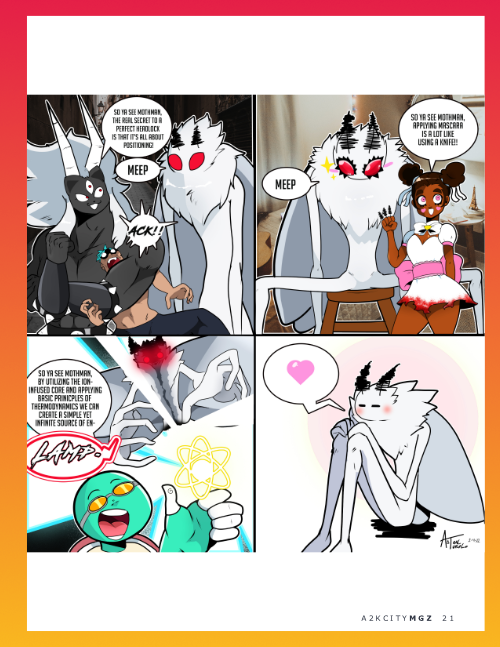 SO YA SEE MOTHMAN,
THE REAL SECRET TO A
PERFECT HEADLOCK
IS THAT IT'S ALL ABOUT
POSITIONING
MEEP
ACK!!
SO YA SEE MOTHMAN,
APPLYING MASCARA
IS A LOT LIKE
USING A KNIFE!!
MEEP
SO YA SEE MOTHMAN,
BY UTILIZING THE ION-
INFUSED CORE AND APPLYING
BASIC PRINICPLES OF
THERMODYNAMICS WE CAN
CREATE A SIMPLE YET
INFINITE SOURCE OF EN-
LAMP.
A2KCITYMGZ 21